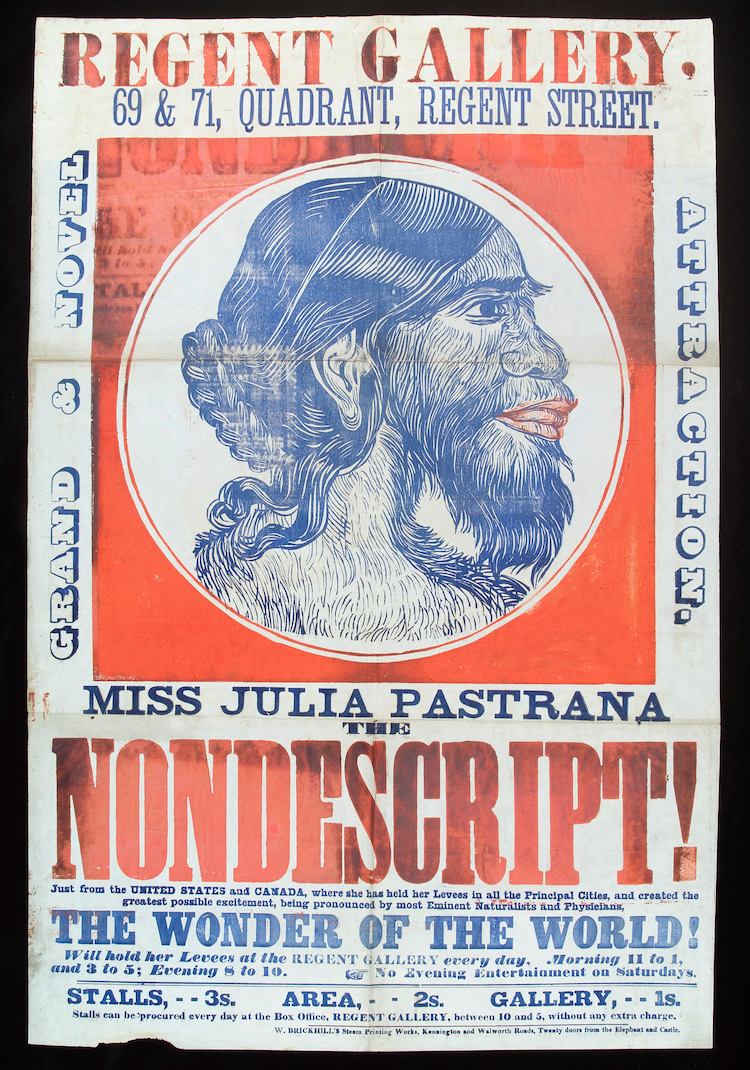 REGENT GALLERY.
69 & 71, QUADRANT, REGENT STREET.
GRAND & NOVEL
ATTRACTION.
MISS JULIA PASTRANA
THE
NONDESCRIPT!
Just from the UNITED STATES and CANADA, where she has held her Levees in all the Principal Cities, and created the
greatest possible excitement, being pronounced by most Eminent Naturalists and Physicians,
THE WONDER OF THE WORLD!
Will hold her Levees at the REGENT GALLERY every day. Morning 11 to 1,
and 3 to 5; Evening 8 to 10. ☞ No Evening Entertainment on Saturdays.
STALLS, - - 3s. AREA, - - 2s. GALLERY, - - 1s.
Stalls can be procured every day at the Box Office, REGENT GALLERY, between 10 and 5, without any extra charge.
W. BRICKHILL'S Steam Printing Works, Kennington and Walworth Roads, Twenty doors from the Elephant and Castle.